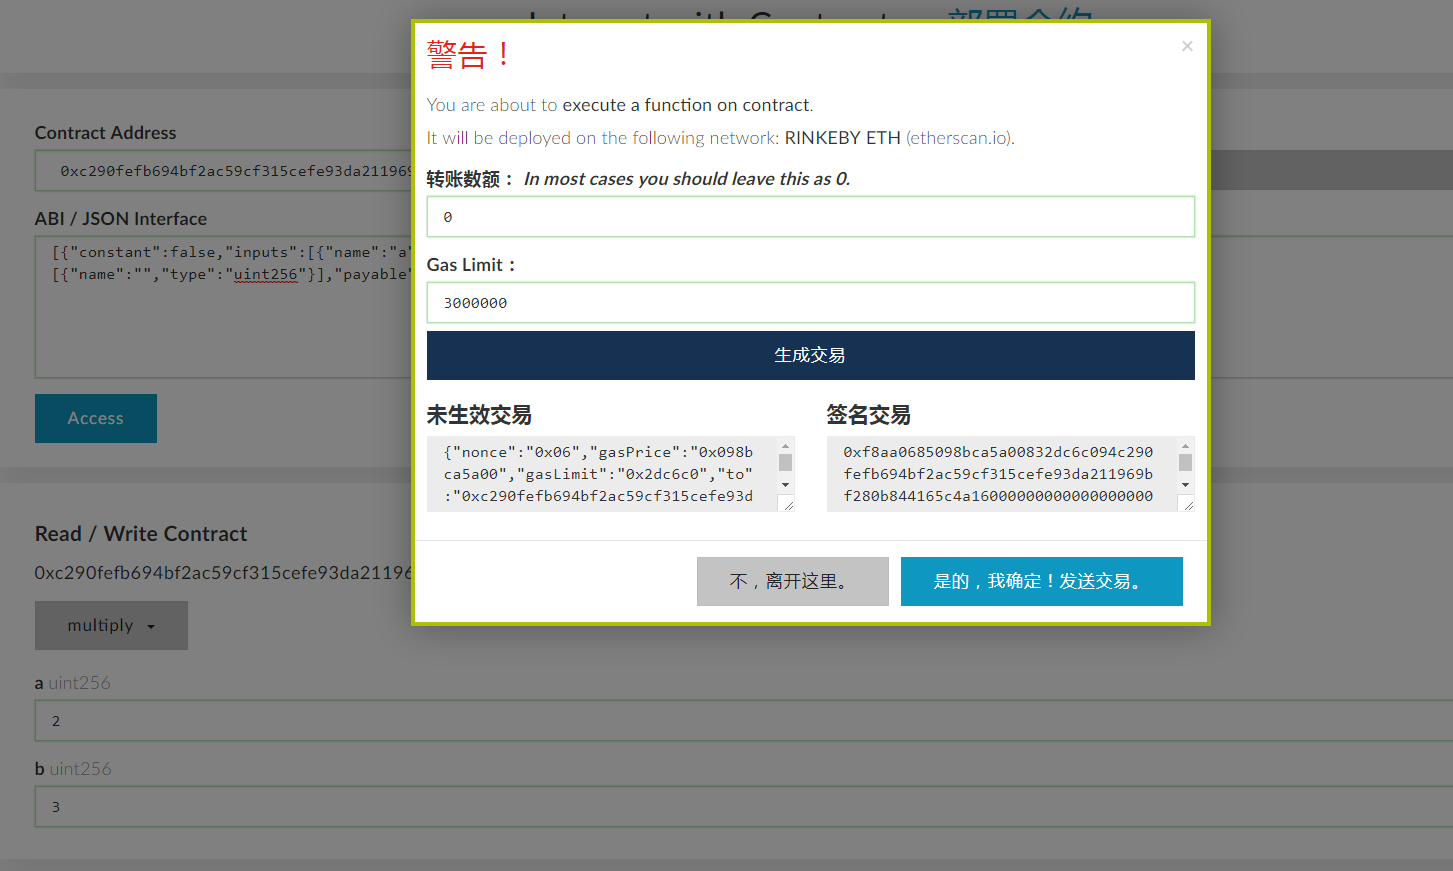 Interact with Contract
部署合约
警告！
×
You are about to execute a function on contract.
It will be deployed on the following network: RINKEBY ETH (etherscan.io).
转账数额： In most cases you should leave this as 0.
0
Gas Limit：
3000000
生成交易
未生效交易
{"nonce":"0x06","gasPrice":"0x098b
ca5a00","gasLimit":"0x2dc6c0","to"
:"0xc290fefb694bf2ac59cf315cefe93d
签名交易
0xf8aa0685098bca5a00832dc6c094c290
fefb694bf2ac59cf315cefe93da211969b
f280b844165c4a16000000000000000000
不，离开这里。
是的，我确定！发送交易。
Contract Address
0xc290fefb694bf2ac59cf315cefe93da211969
ABI / JSON Interface
[{"constant":false,"inputs":[{"name":"a"
[{"name":"","type":"uint256"}],"payable"
Access
Read / Write Contract
0xc290fefb694bf2ac59cf315cefe93da21196
multiply
a uint256
2
b uint256
3